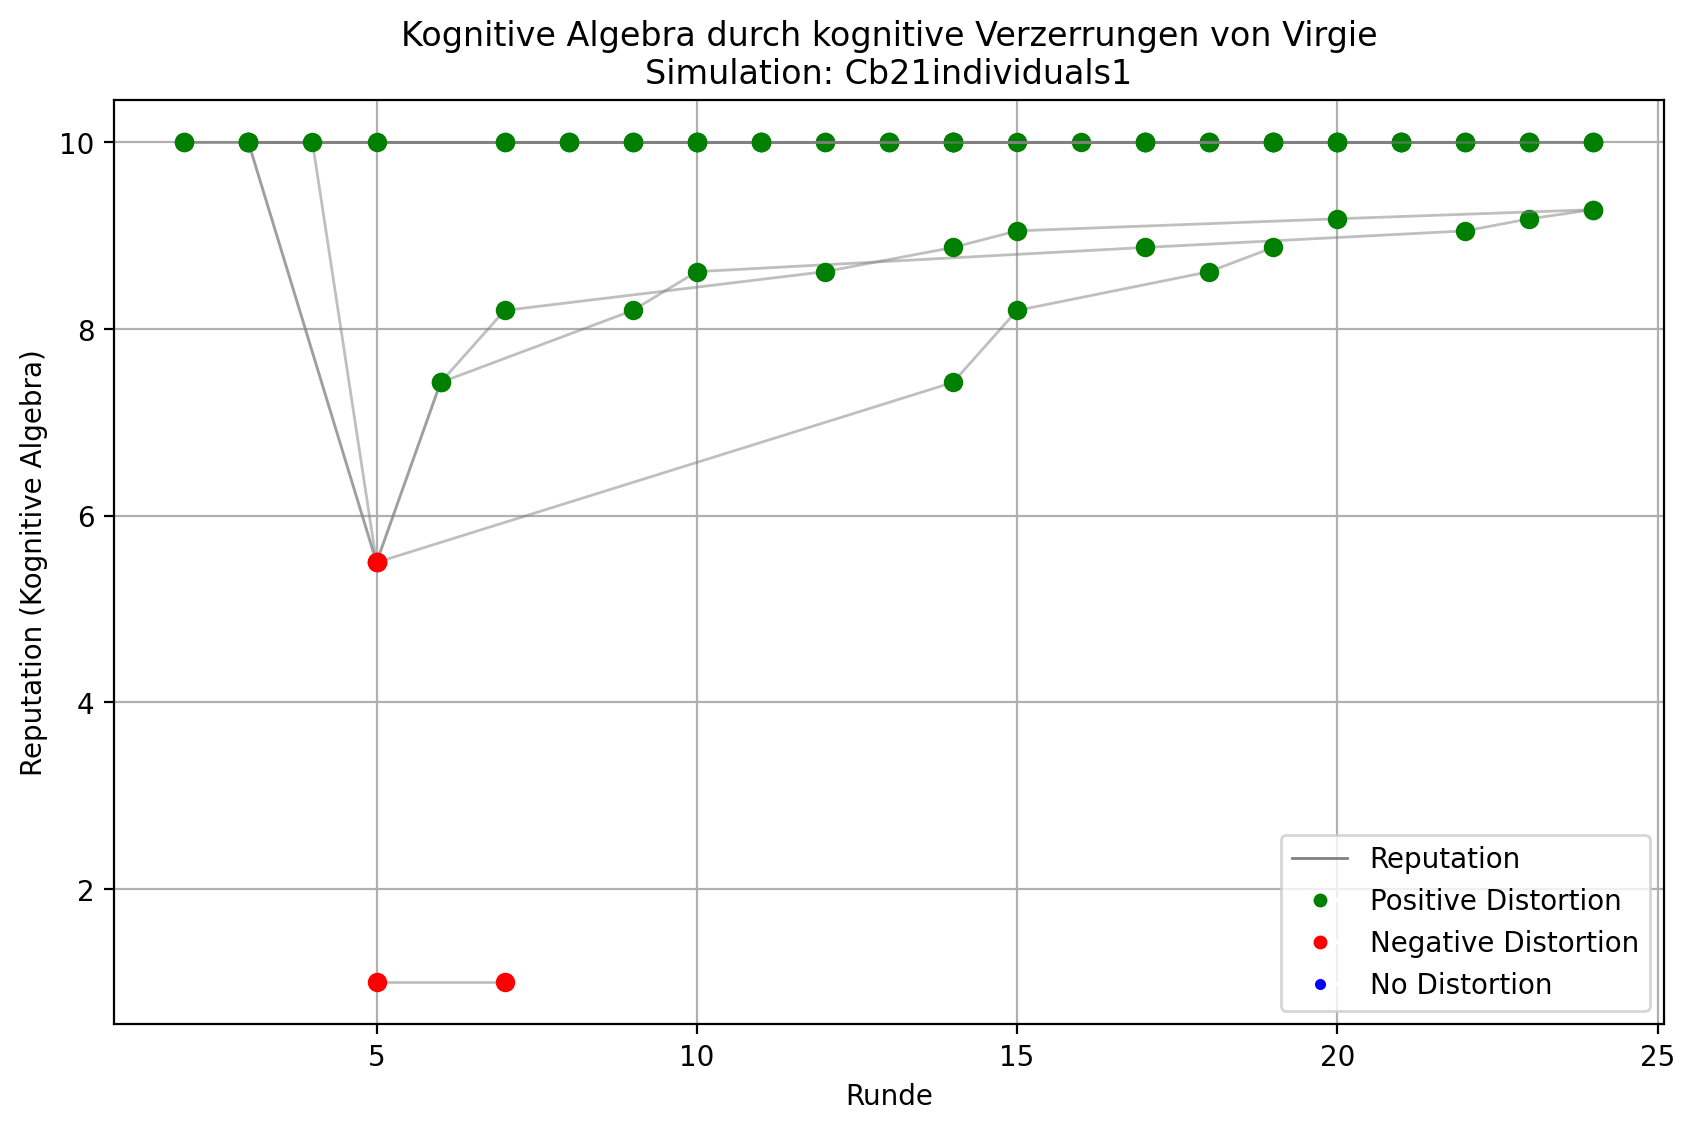 Kognitive Algebra durch kognitive Verzerrungen von Virgie
Simulation: Cb21individuals1
Reputation (Kognitive Algebra)
10
8
6
4
2
Reputation
Positive Distortion
Negative Distortion
No Distortion
5 10 15 20 25
Runde